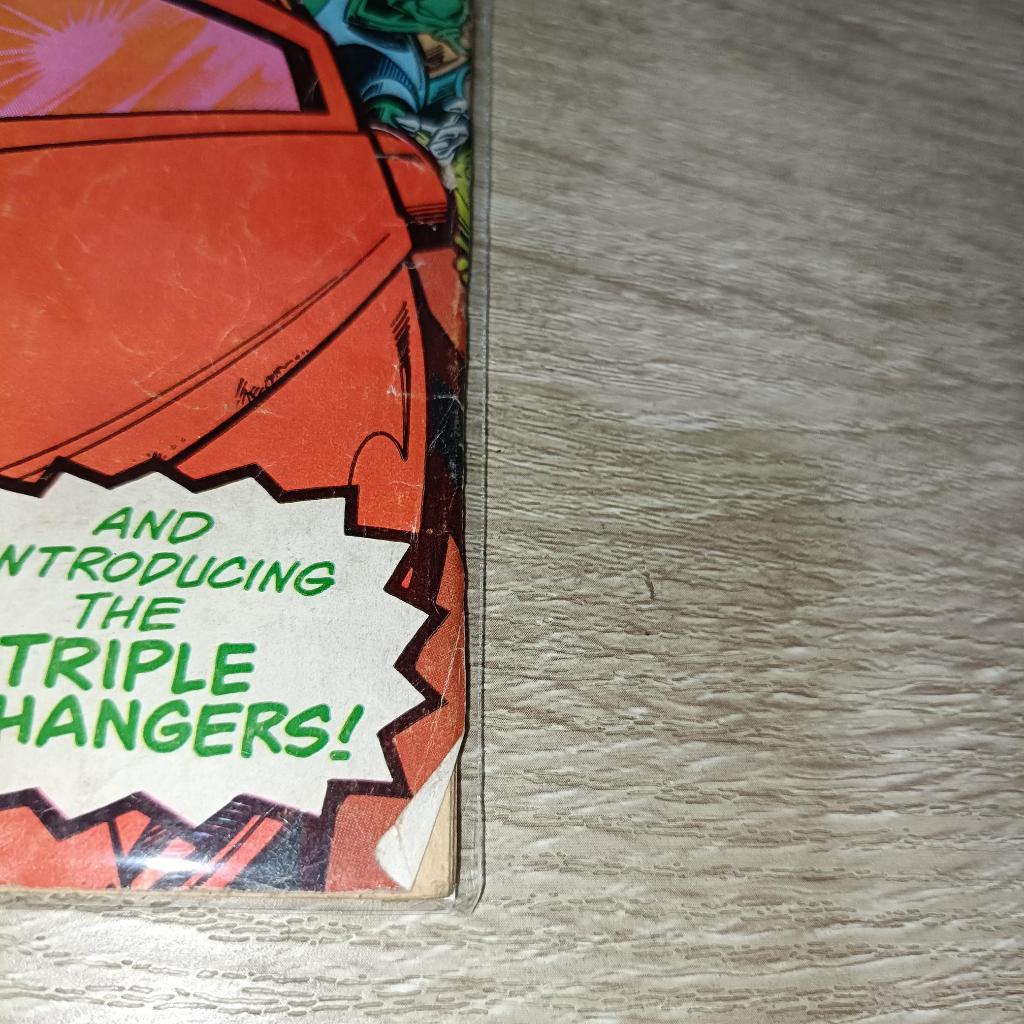 AND
NTRODUCING
THE
TRIPLE
HANGERS!